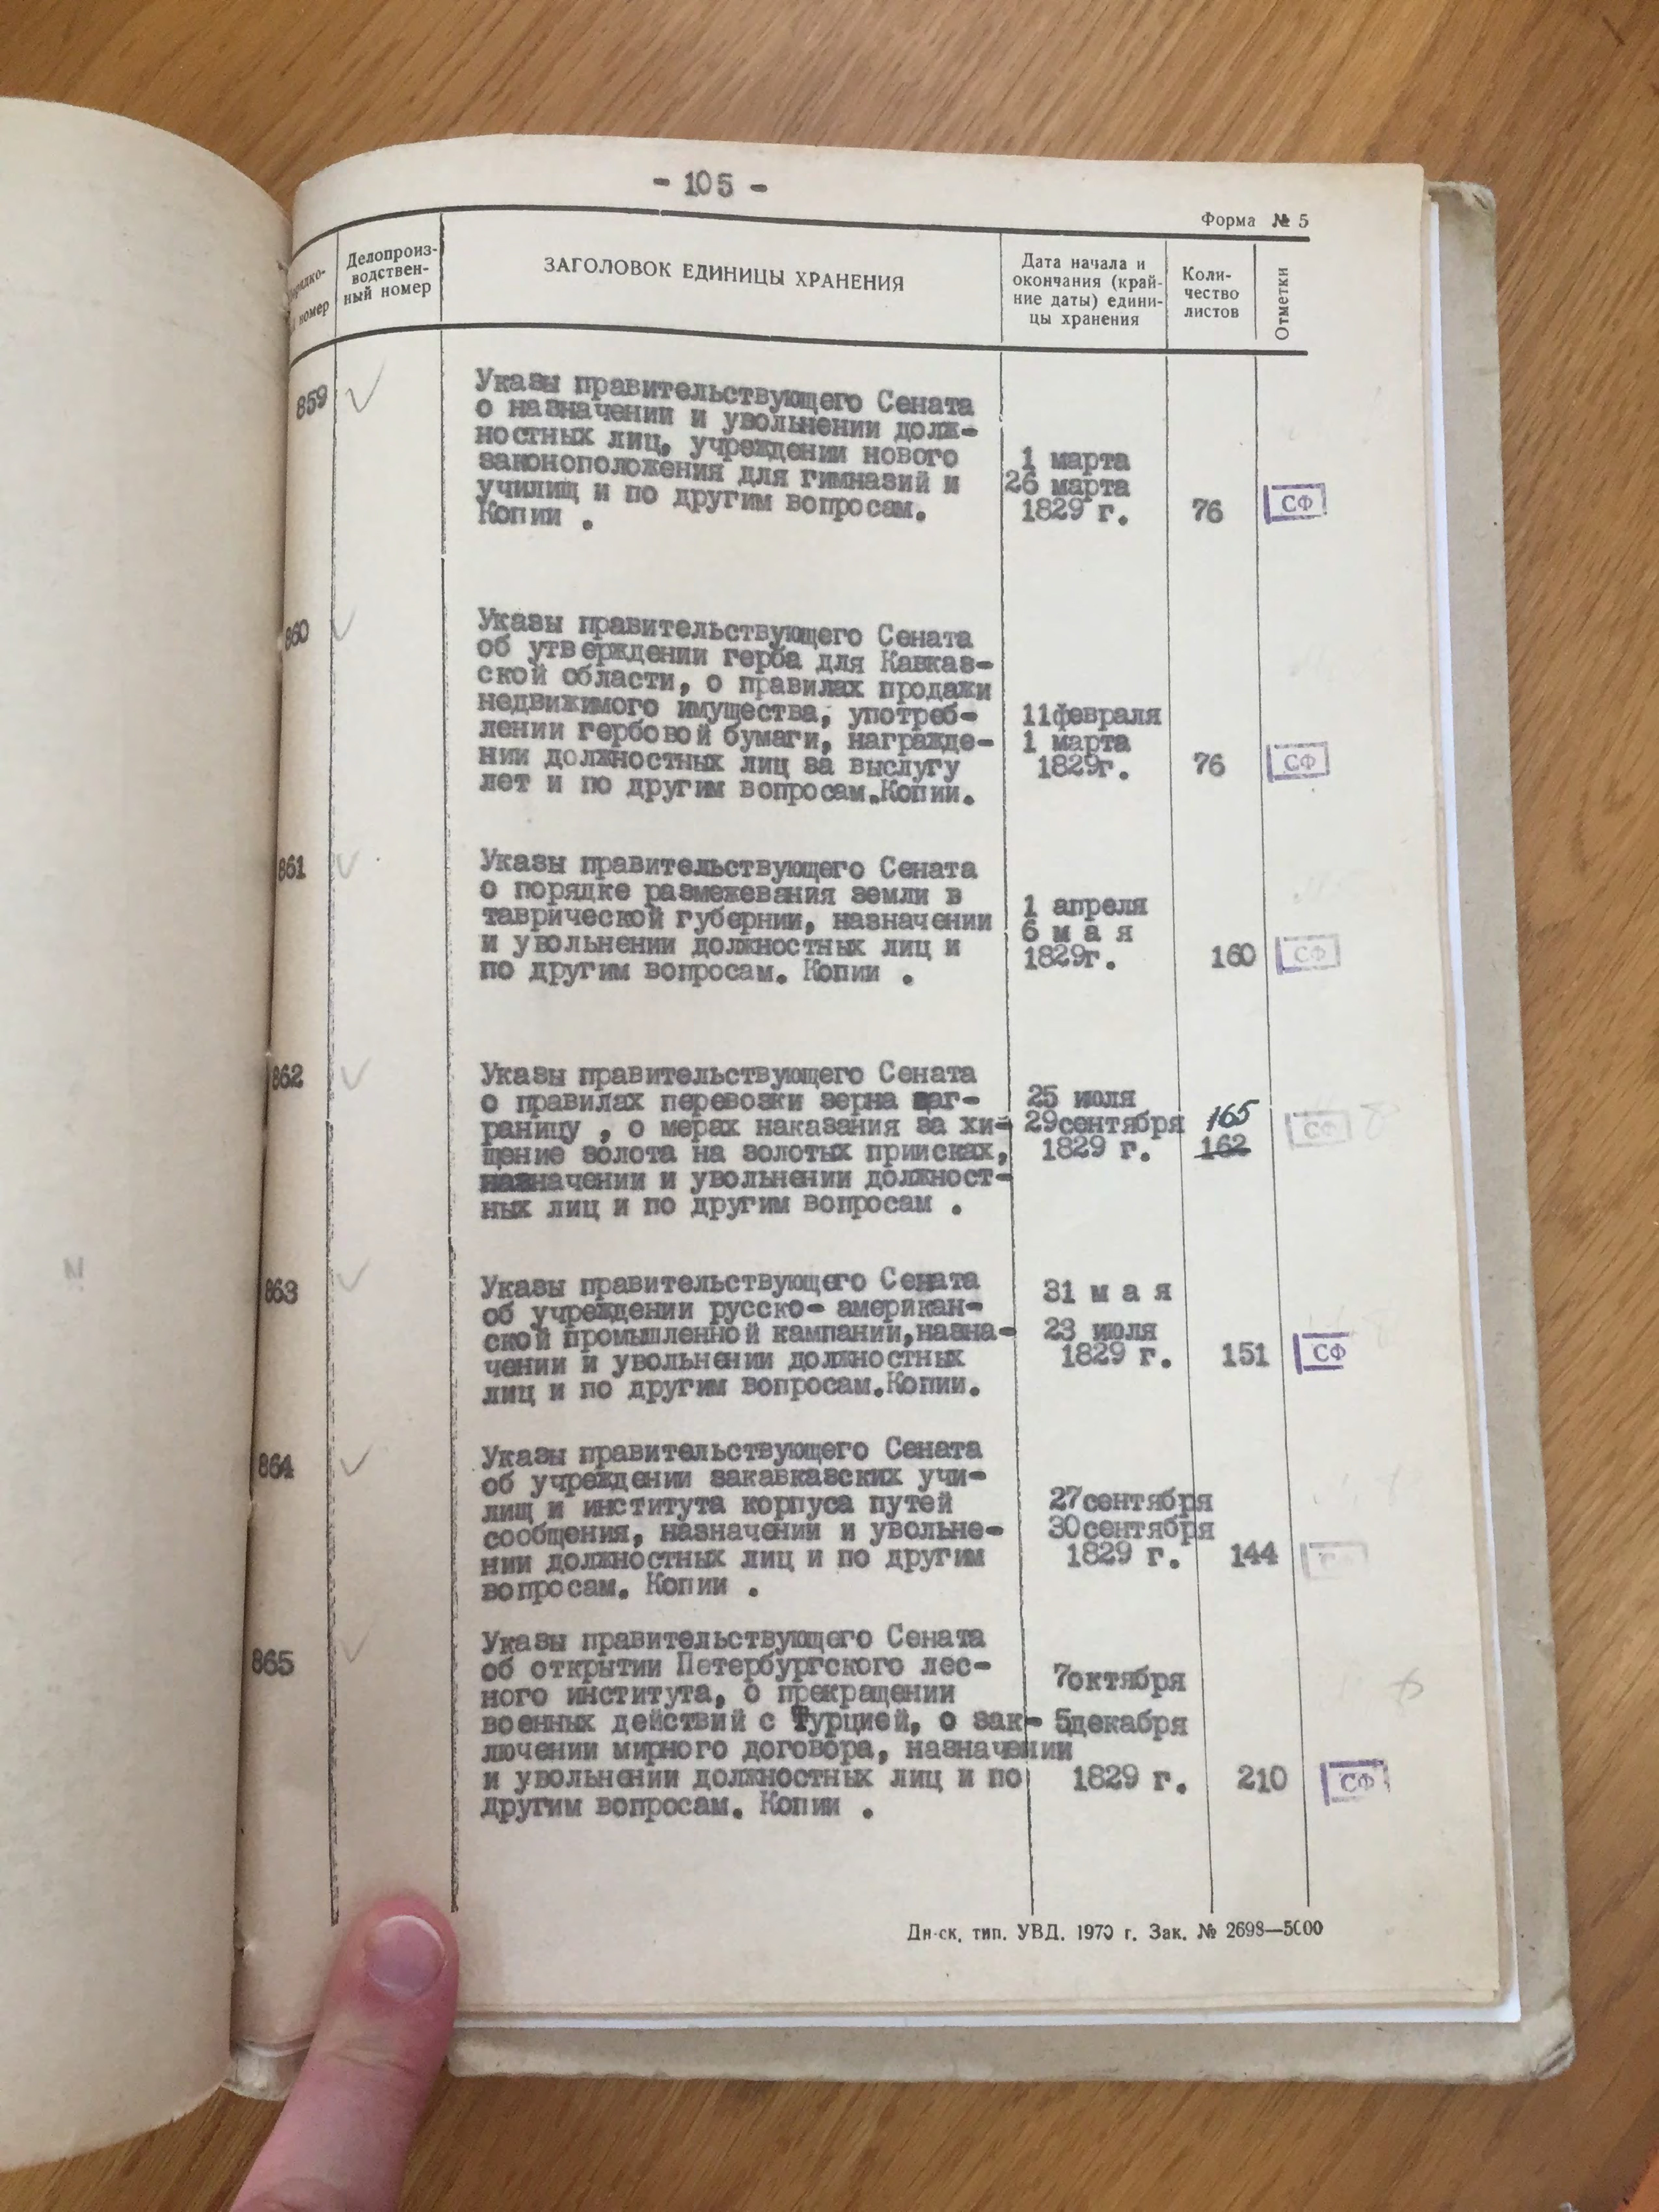 - 105 -
Форма № 5
номер
Делопроиз-
водствен-
ный номер
ЗАГОЛОВОК ЕДИНИЦЫ ХРАНЕНИЯ
Дата начала и
окончания (край-
ние даты) едини-
цы хранения
Коли-
чество
листов
Отметки
859
Указы правительствующего Сената
о назначении и увольнении долж-
ностных лиц, учреждении нового
законоположения для гимназий и
училищ и по другим вопросам.
Копии .
1 марта
26 марта
1829 г.
76
СФ
860
Указы правительствующего Сената
об утверждении герба для Кавказ-
ской области, о правилах продажи
недвижимого имущества, употреб-
лении гербовой бумаги, награжде-
нии должностных лиц за выслугу
лет и по другим вопросам.Копии.
11февраля
1 марта
1829г.
76
СФ
861
Указы правительствующего Сената
о порядке размежевания земли в
таврической губернии, назначении
и увольнении должностных лиц и
по другим вопросам. Копии .
1 апреля
6 м а я
1829г.
160
СФ
862
Указы правительствующего Сената
о правилах перевозки зерна заг-
раницу , о мерах наказания за хи-
щение золота на золотых приисках,
назначении и увольнении должност-
ных лиц и по другим вопросам .
25 июля
29сентября
1829 г.
165
162
СФ
863
Указы правительствующего Сената
об учреждении русско- американ-
ской промышленной кампании,назна-
чении и увольнении должностных
лиц и по другим вопросам.Копии.
31 м а я
23 июля
1829 г.
151
СФ
864
Указы правительствующего Сената
об учреждении закавказских учи-
лищ и института корпуса путей
сообщения, назначении и увольне-
нии должностных лиц и по другим
вопросам. Копии .
27сентября
30сентября
1829 г.
144
СФ
865
Указы правительствующего Сената
об открытии Петербургского лес-
ного института, о прекращении
военных действий с Турцией, о зак-
лючении мирного договора, назначении
и увольнении должностных лиц и по
другим вопросам. Копии .
7октября
5декабря
1829 г.
210
СФ
Дн-ск, тип. УВД. 1970 г. Зак. № 2698—5000